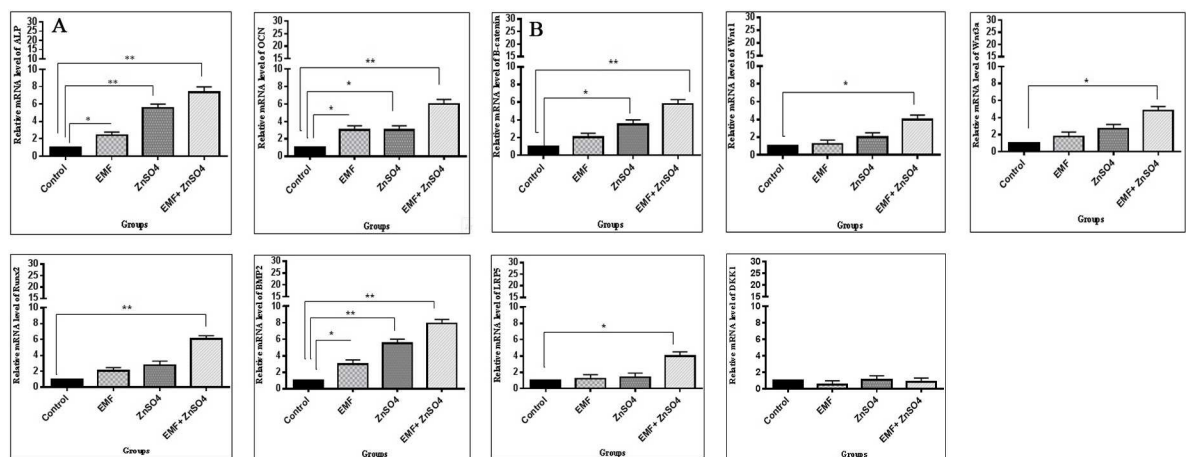 A
Relative mRNA level of ALP
30
25
20
15
10
8
6
4
2
0
**
**
*
Control
EMF
ZnSO4
EMF+ ZnSO4
Groups
Relative mRNA level of OCN
30
25
20
15
10
8
6
4
2
0
**
*
*
Control
EMF
ZnSO4
EMF+ ZnSO4
Groups
B
Relative mRNA level of B-catenin
30
25
20
15
10
8
6
4
2
0
**
*
Control
EMF
ZnSO4
EMF+ ZnSO4
Groups
Relative mRNA level of Wnt1
30
25
20
15
10
8
6
4
2
0
*
Control
EMF
ZnSO4
EMF+ ZnSO4
Groups
Relative mRNA level of Wnt3a
30
25
20
15
10
8
6
4
2
0
*
Control
EMF
ZnSO4
EMF+ ZnSO4
Groups
Relative mRNA level of Runx2
30
25
20
15
10
8
6
4
2
0
**
Control
EMF
ZnSO4
EMF+ ZnSO4
Groups
Relative mRNA level of BMP2
30
25
20
15
10
8
6
4
2
0
**
**
*
Control
EMF
ZnSO4
EMF+ ZnSO4
Groups
Relative mRNA level of LRP5
30
25
20
15
10
8
6
4
2
0
*
Control
EMF
ZnSO4
EMF+ ZnSO4
Groups
Relative mRNA level of DKK1
30
25
20
15
10
8
6
4
2
0
Control
EMF
ZnSO4
EMF+ ZnSO4
Groups